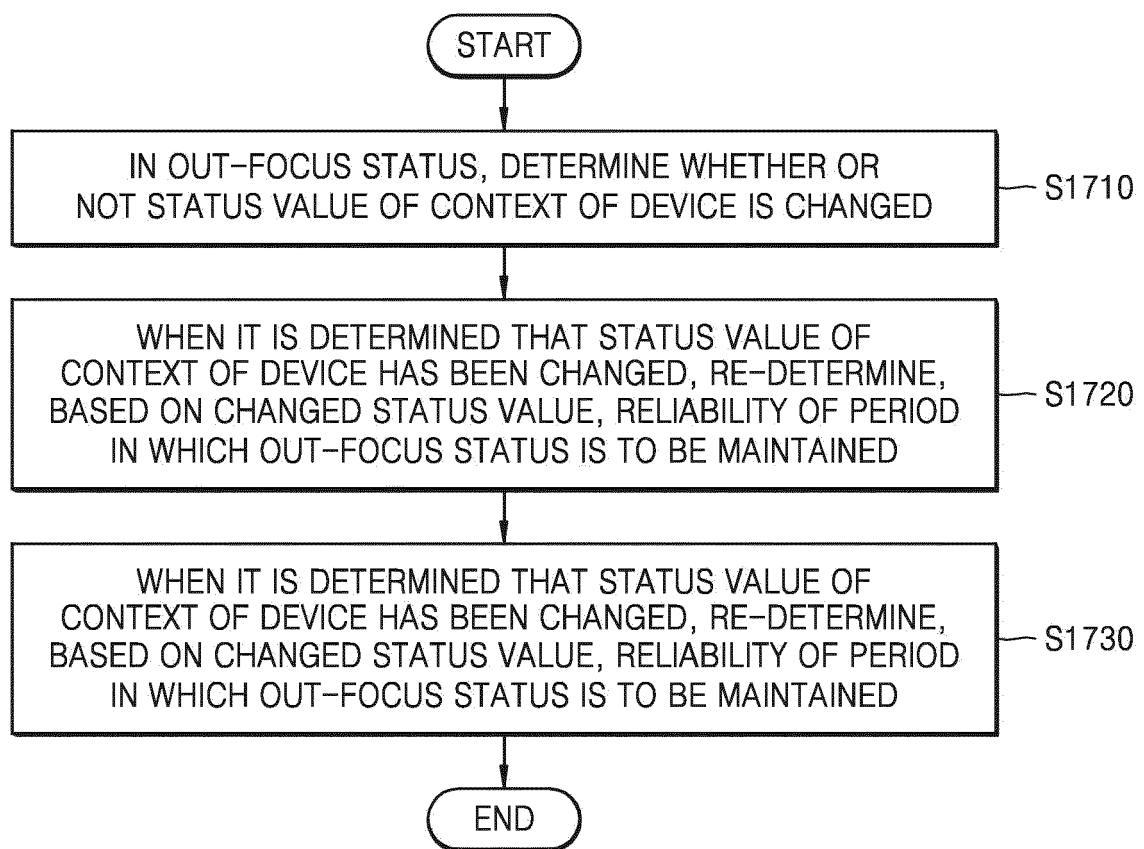 START
IN OUT-FOCUS STATUS, DETERMINE WHETHER OR
NOT STATUS VALUE OF CONTEXT OF DEVICE IS CHANGED
S1710
WHEN IT IS DETERMINED THAT STATUS VALUE OF
CONTEXT OF DEVICE HAS BEEN CHANGED, RE-DETERMINE,
BASED ON CHANGED STATUS VALUE, RELIABILITY OF PERIOD
IN WHICH OUT-FOCUS STATUS IS TO BE MAINTAINED
S1720
WHEN IT IS DETERMINED THAT STATUS VALUE OF
CONTEXT OF DEVICE HAS BEEN CHANGED, RE-DETERMINE,
BASED ON CHANGED STATUS VALUE, RELIABILITY OF PERIOD
IN WHICH OUT-FOCUS STATUS IS TO BE MAINTAINED
S1730
END